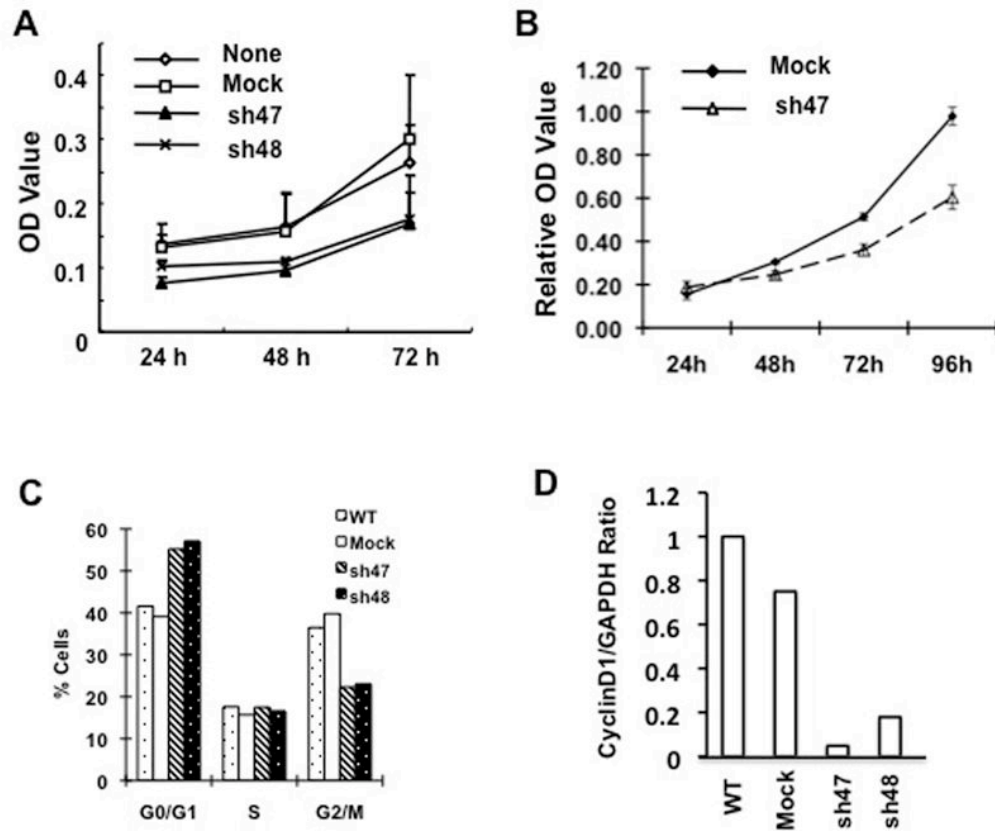 A
None
Mock
sh47
sh48
OD Value
0.4
0.3
0.2
0.1
0
24 h 48 h 72 h
B
Mock
sh47
Relative OD Value
1.20
1.00
0.80
0.60
0.40
0.20
0.00
24h 48h 72h 96h
C
WT
Mock
sh47
sh48
% Cells
60
50
40
30
20
10
0
G0/G1 S G2/M
D
CyclinD1/GAPDH Ratio
1.2
1
0.8
0.6
0.4
0.2
0
WT
Mock
sh47
sh48